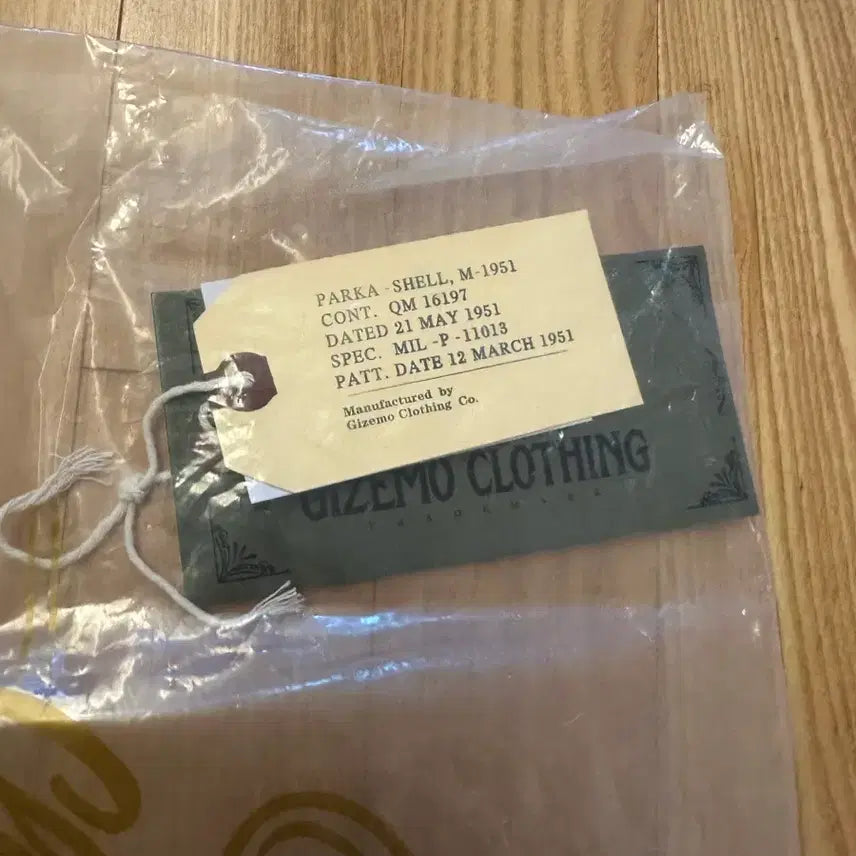 PARKA - SHELL, M-1951
CONT. QM 16197
DATED 21 MAY 1951
SPEC. MIL -P -11013
PATT. DATE 12 MARCH 1951
Manufactured by
Gizemo Clothing Co.
GIZEMO CLOTHING